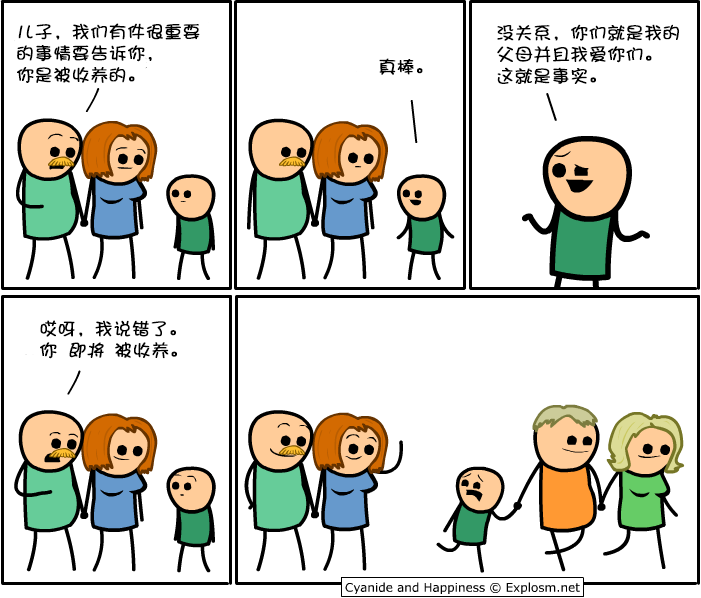 儿子，我们有件很重要
的事情要告诉你，
你是被收养的。
真棒。
没关系，你们就是我的
父母并且我爱你们。
这就是事实。
哎呀，我说错了。
你 即将 被收养。
Cyanide and Happiness © Explosm.net